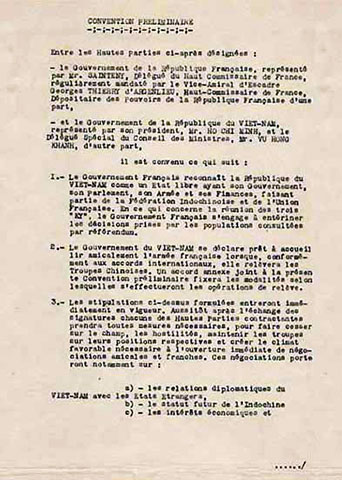 CONVENTION PRELIMINAIRE
-:-:-:-:-:-:-:-:-:-:-:-
Entre les Hautes parties ci-après désignées :
- le Gouvernement de la République Française, représenté
par Mr. SAINTENY, Délégué du Haut Commissaire de France,
régulièrement mandaté par le Vice-Amiral d'Escadre
Georges THIERRY d'ARGENLIEU, Haut-Commissaire de France,
Dépositaire des Pouvoirs de la République Française d'une
part,
- et le Gouvernement de la République du VIET-NAM,
représenté par son président, Mr. HO CHI MINH, et le
Délégué Spécial du Conseil des Ministres, Mr. VU HONG
KHANH, d'autre part,
il est convenu ce qui suit :
1.- Le Gouvernement Français reconnaît la République du
VIET-NAM comme un Etat libre ayant son Gouvernement,
son Parlement, son Armée et ses Finances, faisant
partie de la Fédération Indochinoise et de l'Union
Française. En ce qui concerne la réunion des trois
"KY", le Gouvernement Français s'engage à entériner
les décisions prises par les populations consultées
par référendum.
2.- Le Gouvernement du VIET-NAM se déclare prêt à accueil
lir amicalement l'armée française lorsque, conformé-
ment aux accords internationaux, elle relèvera les
Troupes Chinoises. Un accord annexe joint à la présen
te Convention préliminaire fixera les modalités selon
lesquelles s'effectueront les opérations de relève.
3.- Les stipulations ci-dessus formulées entreront immé-
diatement en vigueur. Aussitôt après l'échange des
signatures chacune des Hautes Parties contractantes
prendra toutes mesures nécessaires, pour faire cesser
sur le champ, les hostilités, maintenir les troupes
sur leurs positions respectives et créer le climat
favorable nécessaire à l'ouverture immédiate de négo-
ciations amicales et franches. Ces négociations porte
ront notamment sur :
a) - les relations diplomatiques du
VIET-NAM avec les Etats Etrangers,
b) - le statut futur de l'Indochine
c) - les intérêts économiques et
....../